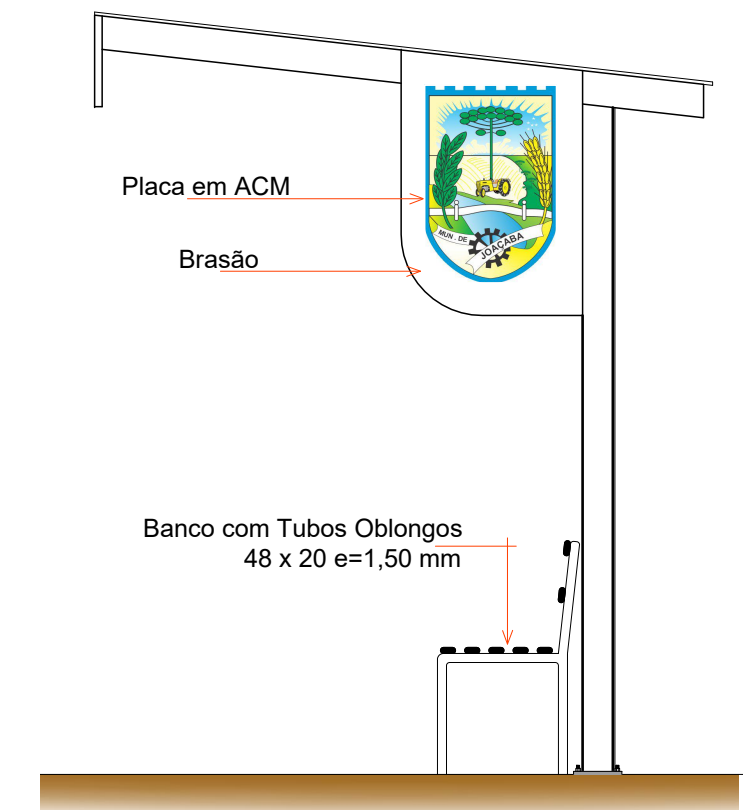 Placa em ACM
Brasão
MUN. DE
JOAÇABA
Banco com Tubos Oblongos
48 x 20 e=1,50 mm